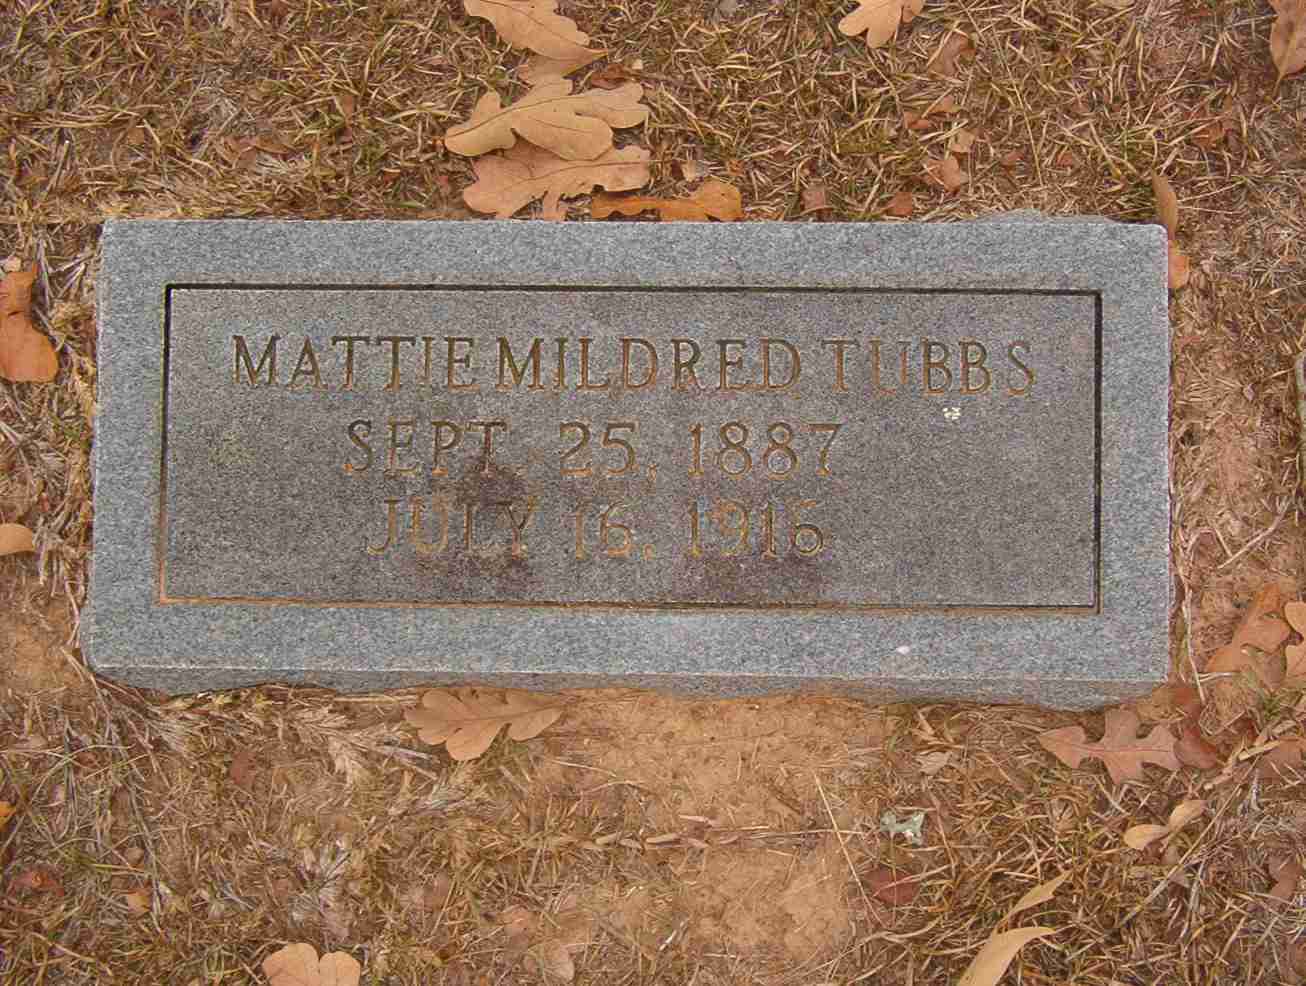 MATTIE MILDRED TUBBS
SEPT. 25, 1887
JULY 16, 1916